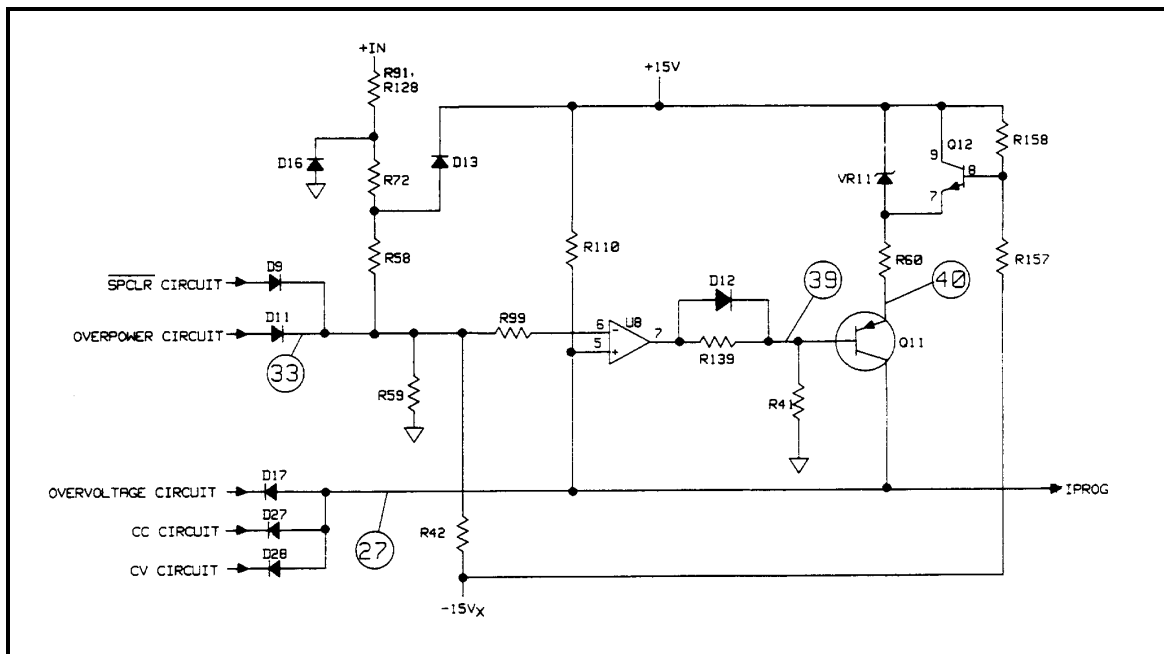 +IN
R91,
R128
+15V
D16
R72
D13
VR11
Q12
9
8
7
R158
R58
R110
R60
R157
SPCLR CIRCUIT
D9
D12
39
40
OVERPOWER CIRCUIT
D11
33
R99
6
-
5
+
U8
7
R139
Q11
R59
R41
OVERVOLTAGE CIRCUIT
D17
IPROG
CC CIRCUIT
D27
27
R42
CV CIRCUIT
D28
-15VX